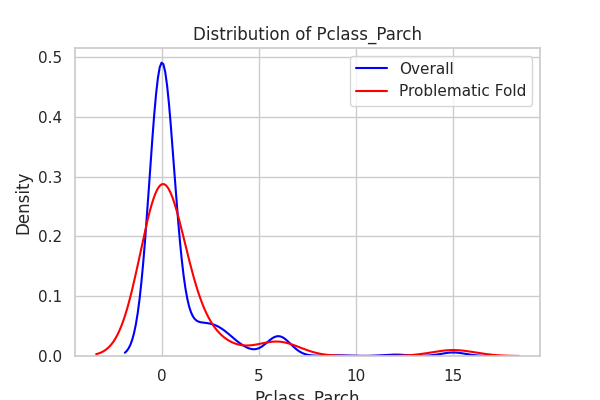 Distribution of Pclass_Parch
Overall
Problematic Fold
Density
0.5
0.4
0.3
0.2
0.1
0.0
0 5 10 15
Pclass_Parch